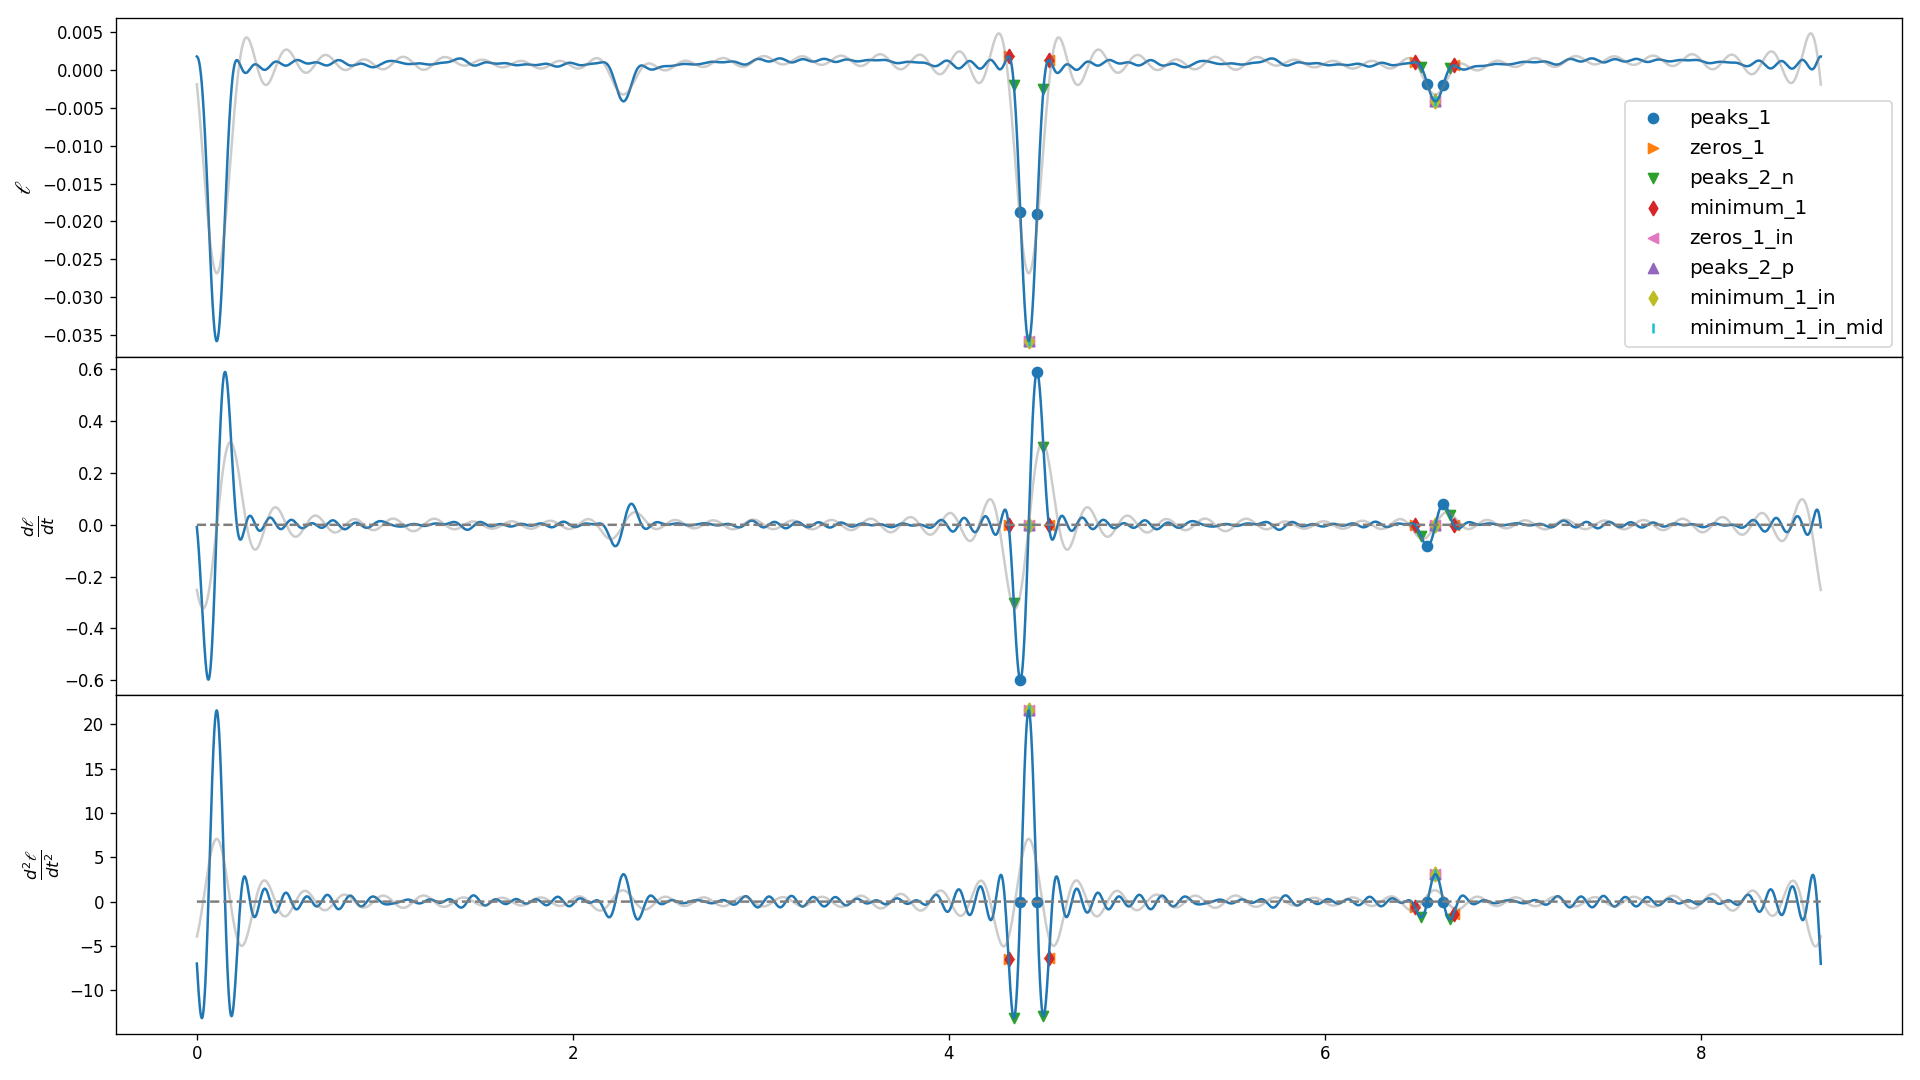 0.005
0.000
−0.005
−0.010
−0.015
−0.020
−0.025
−0.030
−0.035
ℓ
peaks_1
zeros_1
peaks_2_n
minimum_1
zeros_1_in
peaks_2_p
minimum_1_in
minimum_1_in_mid
0.6
0.4
0.2
0.0
−0.2
−0.4
−0.6
dℓ
dt
20
15
10
5
0
−5
−10
d²ℓ
dt²
0 2 4 6 8